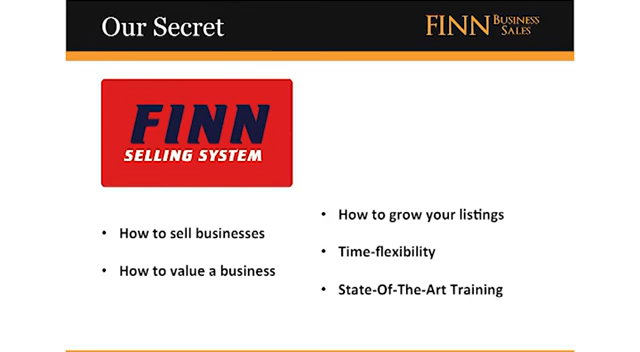 Our Secret
FINN BUSINESS
SALES
FINN
SELLING SYSTEM
• How to sell businesses
• How to value a business
• How to grow your listings
• Time-flexibility
• State-Of-The-Art Training